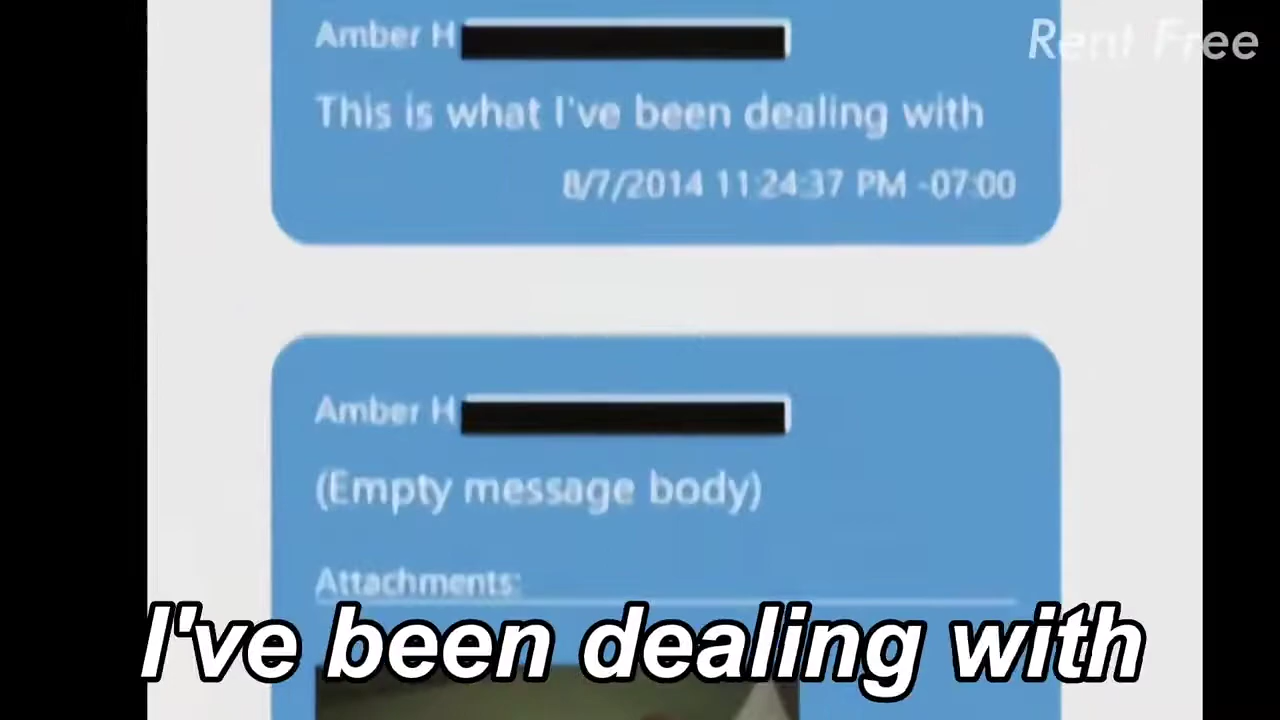 Rent Free
Amber H
This is what I've been dealing with
8/7/2014 11:24:37 PM -07:00
Amber H
(Empty message body)
Attachments:
I've been dealing with